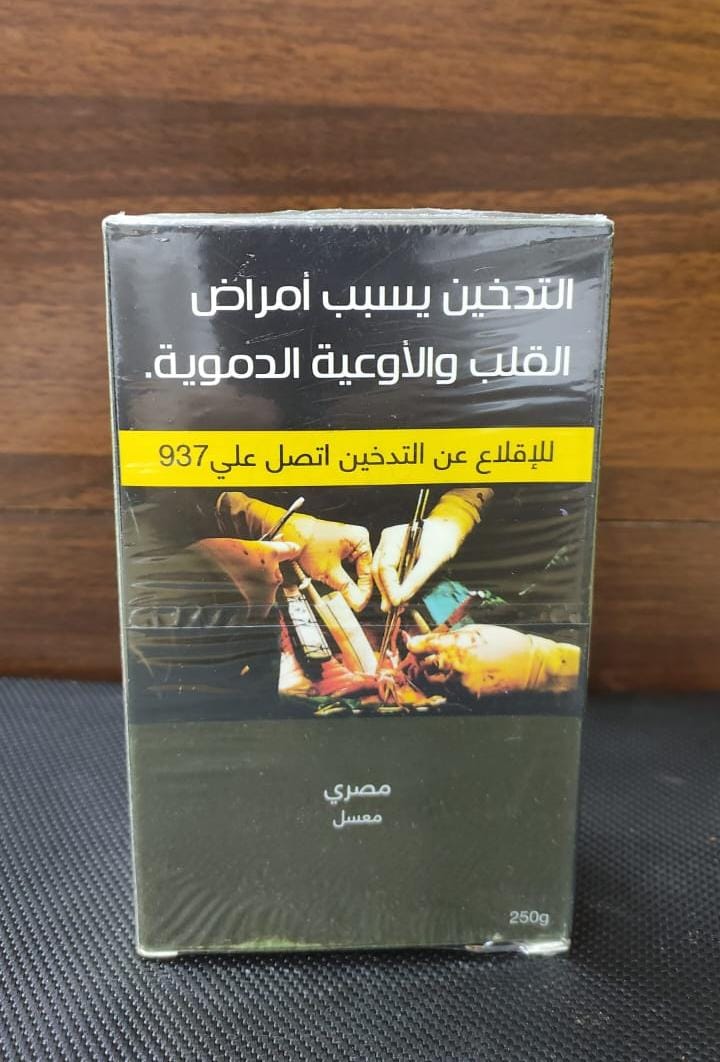 التدخين يسبب أمراض
القلب والأوعية الدموية.
للإقلاع عن التدخين اتصل علي937
مصري
معسل
250g